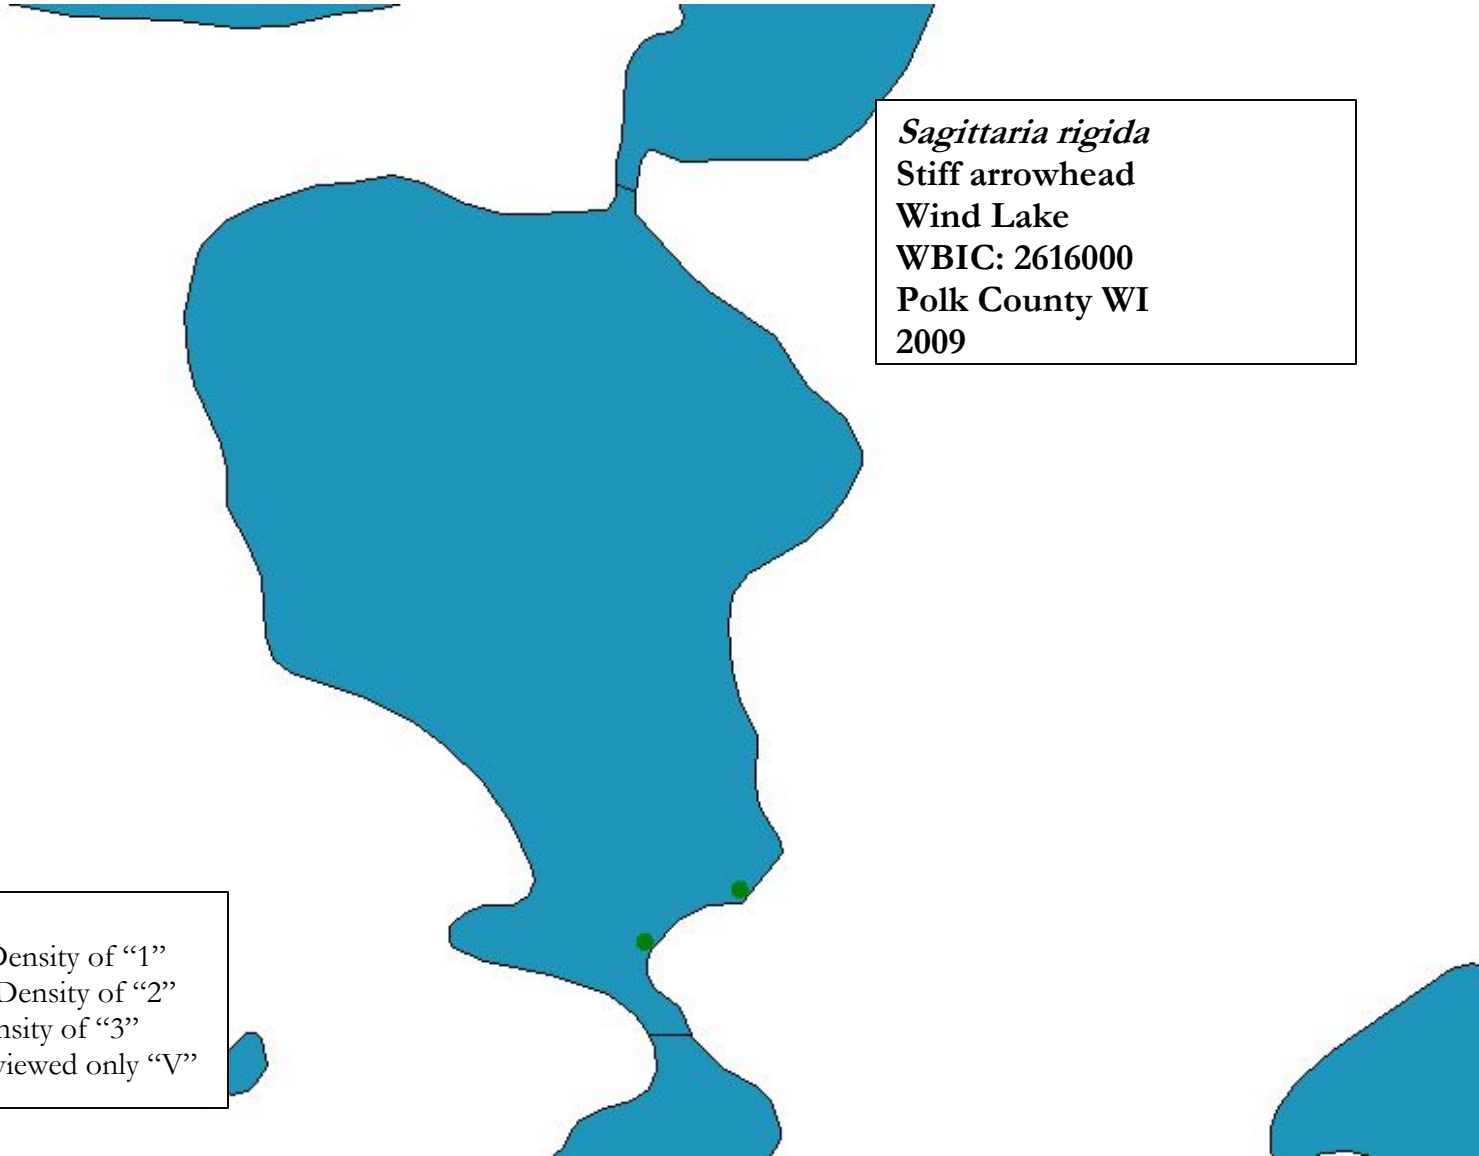 Sagittaria rigida
Stiff arrowhead
Wind Lake
WBIC: 2616000
Polk County WI
2009
Density of “1”
Density of “2”
nsity of “3”
viewed only “V”